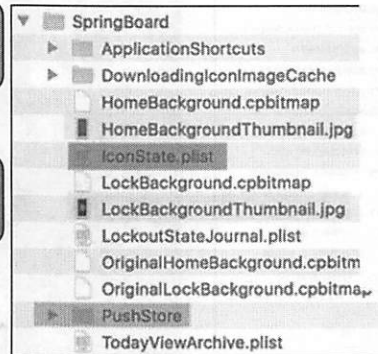 SpringBoard
ApplicationShortcuts
DownloadingIconImageCache
HomeBackground.cpbitmap
HomeBackgroundThumbnail.jpg
IconState.plist
LockBackground.cpbitmap
LockBackgroundThumbnail.jpg
LockoutStateJournal.plist
OriginalHomeBackground.cpbitm
OriginalLockBackground.cpbitma
PushStore
TodayViewArchive.plist